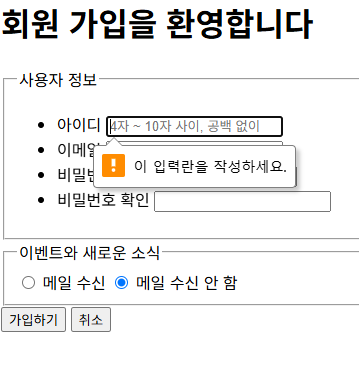 회원 가입을 환영합니다
사용자 정보
아이디 4자 ~ 10자 사이, 공백 없이
이메일
이 입력란을 작성하세요.
비밀번
비밀번호 확인
이벤트와 새로운 소식
메일 수신 메일 수신 안 함
가입하기 취소